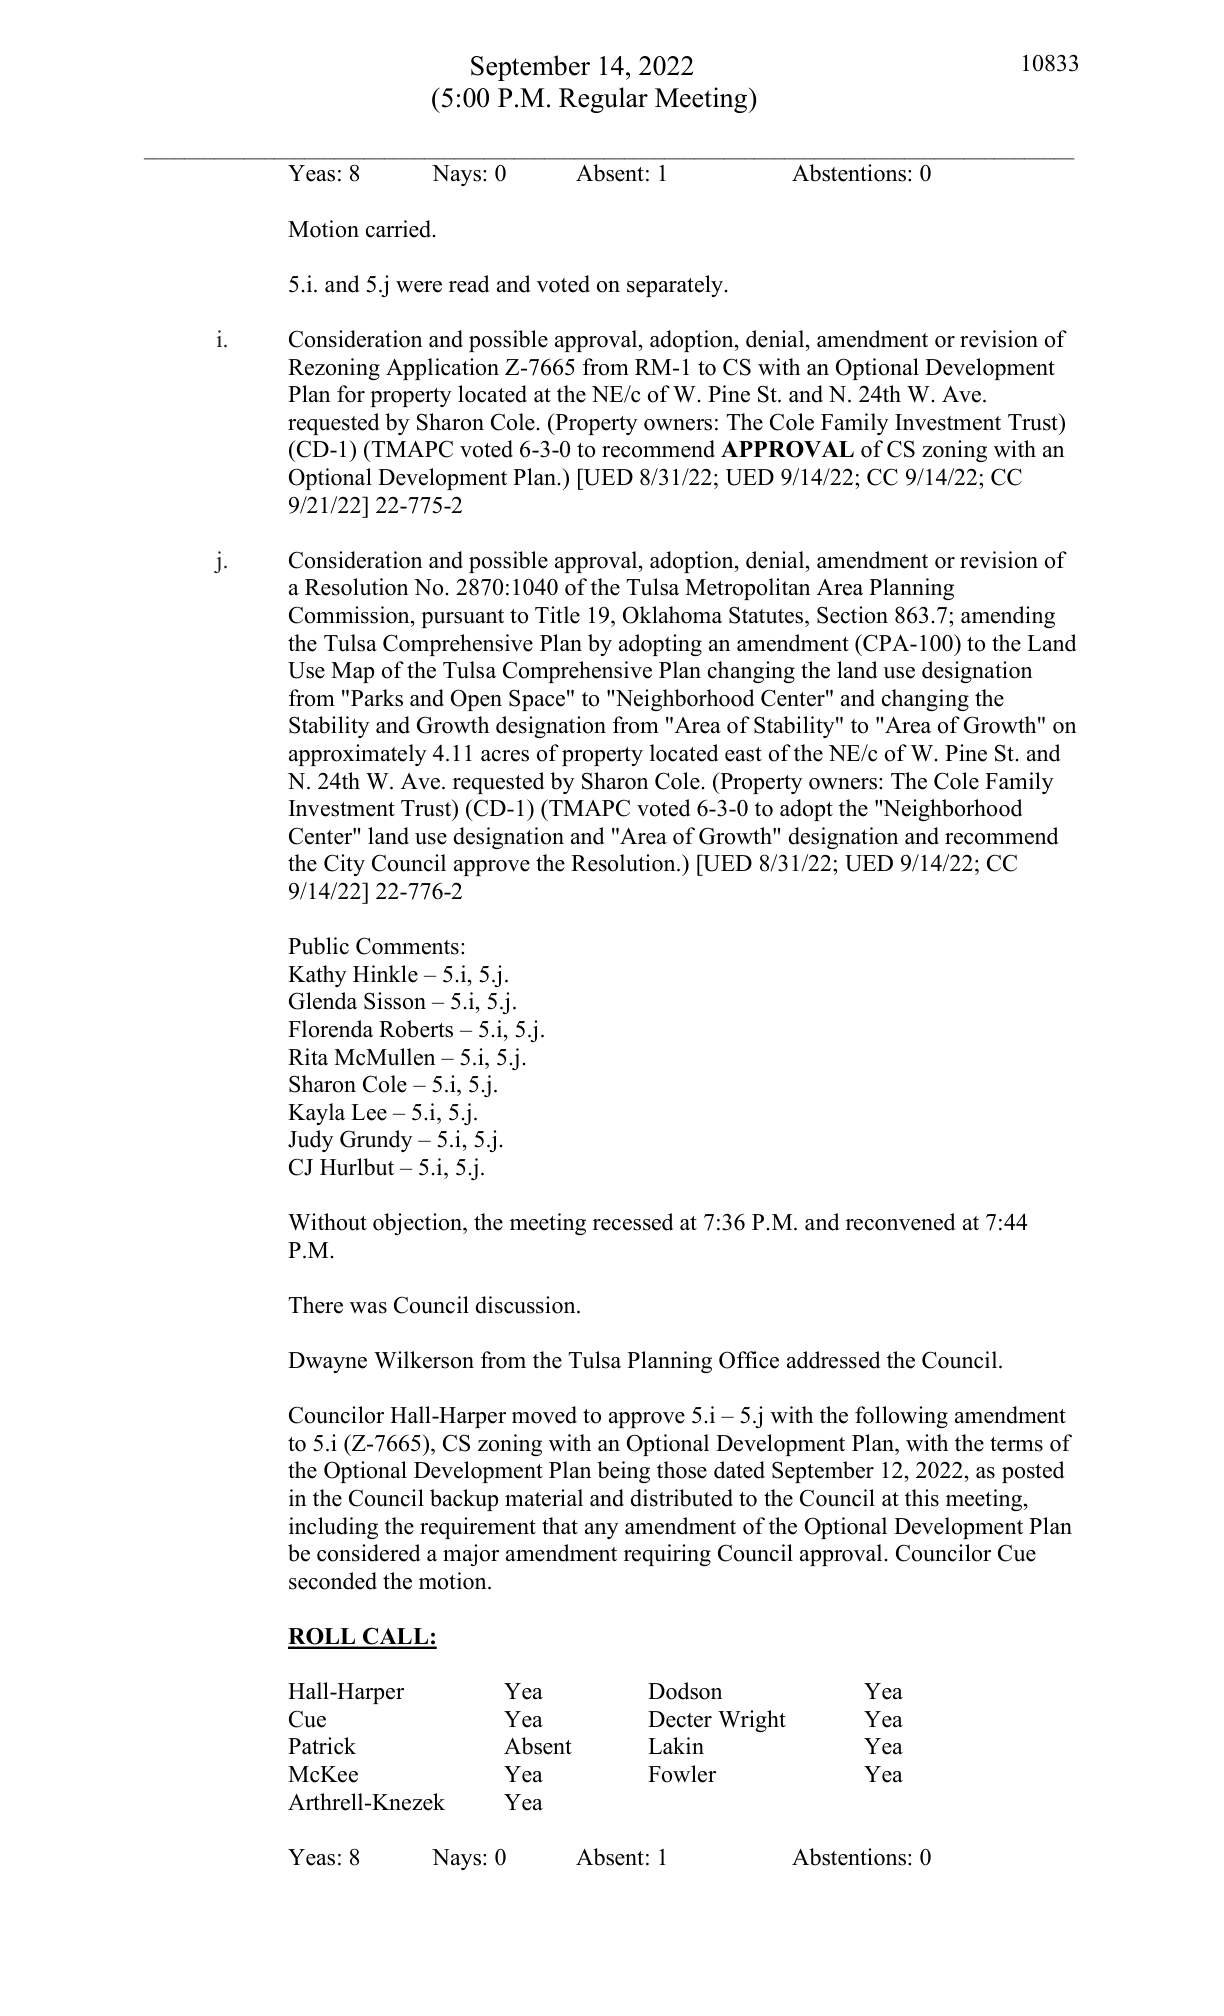 September 14, 2022
10833
(5:00 P.M. Regular Meeting)
Yeas: 8 Nays: 0 Absent: 1 Abstentions: 0
Motion carried.
5.i. and 5.j were read and voted on separately.
i. Consideration and possible approval, adoption, denial, amendment or revision of
Rezoning Application Z-7665 from RM-1 to CS with an Optional Development
Plan for property located at the NE/c of W. Pine St. and N. 24th W. Ave.
requested by Sharon Cole. (Property owners: The Cole Family Investment Trust)
(CD-1) (TMAPC voted 6-3-0 to recommend APPROVAL of CS zoning with an
Optional Development Plan.) [UED 8/31/22; UED 9/14/22; CC 9/14/22; CC
9/21/22] 22-775-2
j. Consideration and possible approval, adoption, denial, amendment or revision of
a Resolution No. 2870:1040 of the Tulsa Metropolitan Area Planning
Commission, pursuant to Title 19, Oklahoma Statutes, Section 863.7; amending
the Tulsa Comprehensive Plan by adopting an amendment (CPA-100) to the Land
Use Map of the Tulsa Comprehensive Plan changing the land use designation
from "Parks and Open Space" to "Neighborhood Center" and changing the
Stability and Growth designation from "Area of Stability" to "Area of Growth" on
approximately 4.11 acres of property located east of the NE/c of W. Pine St. and
N. 24th W. Ave. requested by Sharon Cole. (Property owners: The Cole Family
Investment Trust) (CD-1) (TMAPC voted 6-3-0 to adopt the "Neighborhood
Center" land use designation and "Area of Growth" designation and recommend
the City Council approve the Resolution.) [UED 8/31/22; UED 9/14/22; CC
9/14/22] 22-776-2
Public Comments:
Kathy Hinkle – 5.i, 5.j.
Glenda Sisson – 5.i, 5.j.
Florenda Roberts – 5.i, 5.j.
Rita McMullen – 5.i, 5.j.
Sharon Cole – 5.i, 5.j.
Kayla Lee – 5.i, 5.j.
Judy Grundy – 5.i, 5.j.
CJ Hurlbut – 5.i, 5.j.
Without objection, the meeting recessed at 7:36 P.M. and reconvened at 7:44
P.M.
There was Council discussion.
Dwayne Wilkerson from the Tulsa Planning Office addressed the Council.
Councilor Hall-Harper moved to approve 5.i – 5.j with the following amendment
to 5.i (Z-7665), CS zoning with an Optional Development Plan, with the terms of
the Optional Development Plan being those dated September 12, 2022, as posted
in the Council backup material and distributed to the Council at this meeting,
including the requirement that any amendment of the Optional Development Plan
be considered a major amendment requiring Council approval. Councilor Cue
seconded the motion.
ROLL CALL:
Hall-Harper Yea Dodson Yea
Cue Yea Decter Wright Yea
Patrick Absent Lakin Yea
McKee Yea Fowler Yea
Arthrell-Knezek Yea
Yeas: 8 Nays: 0 Absent: 1 Abstentions: 0